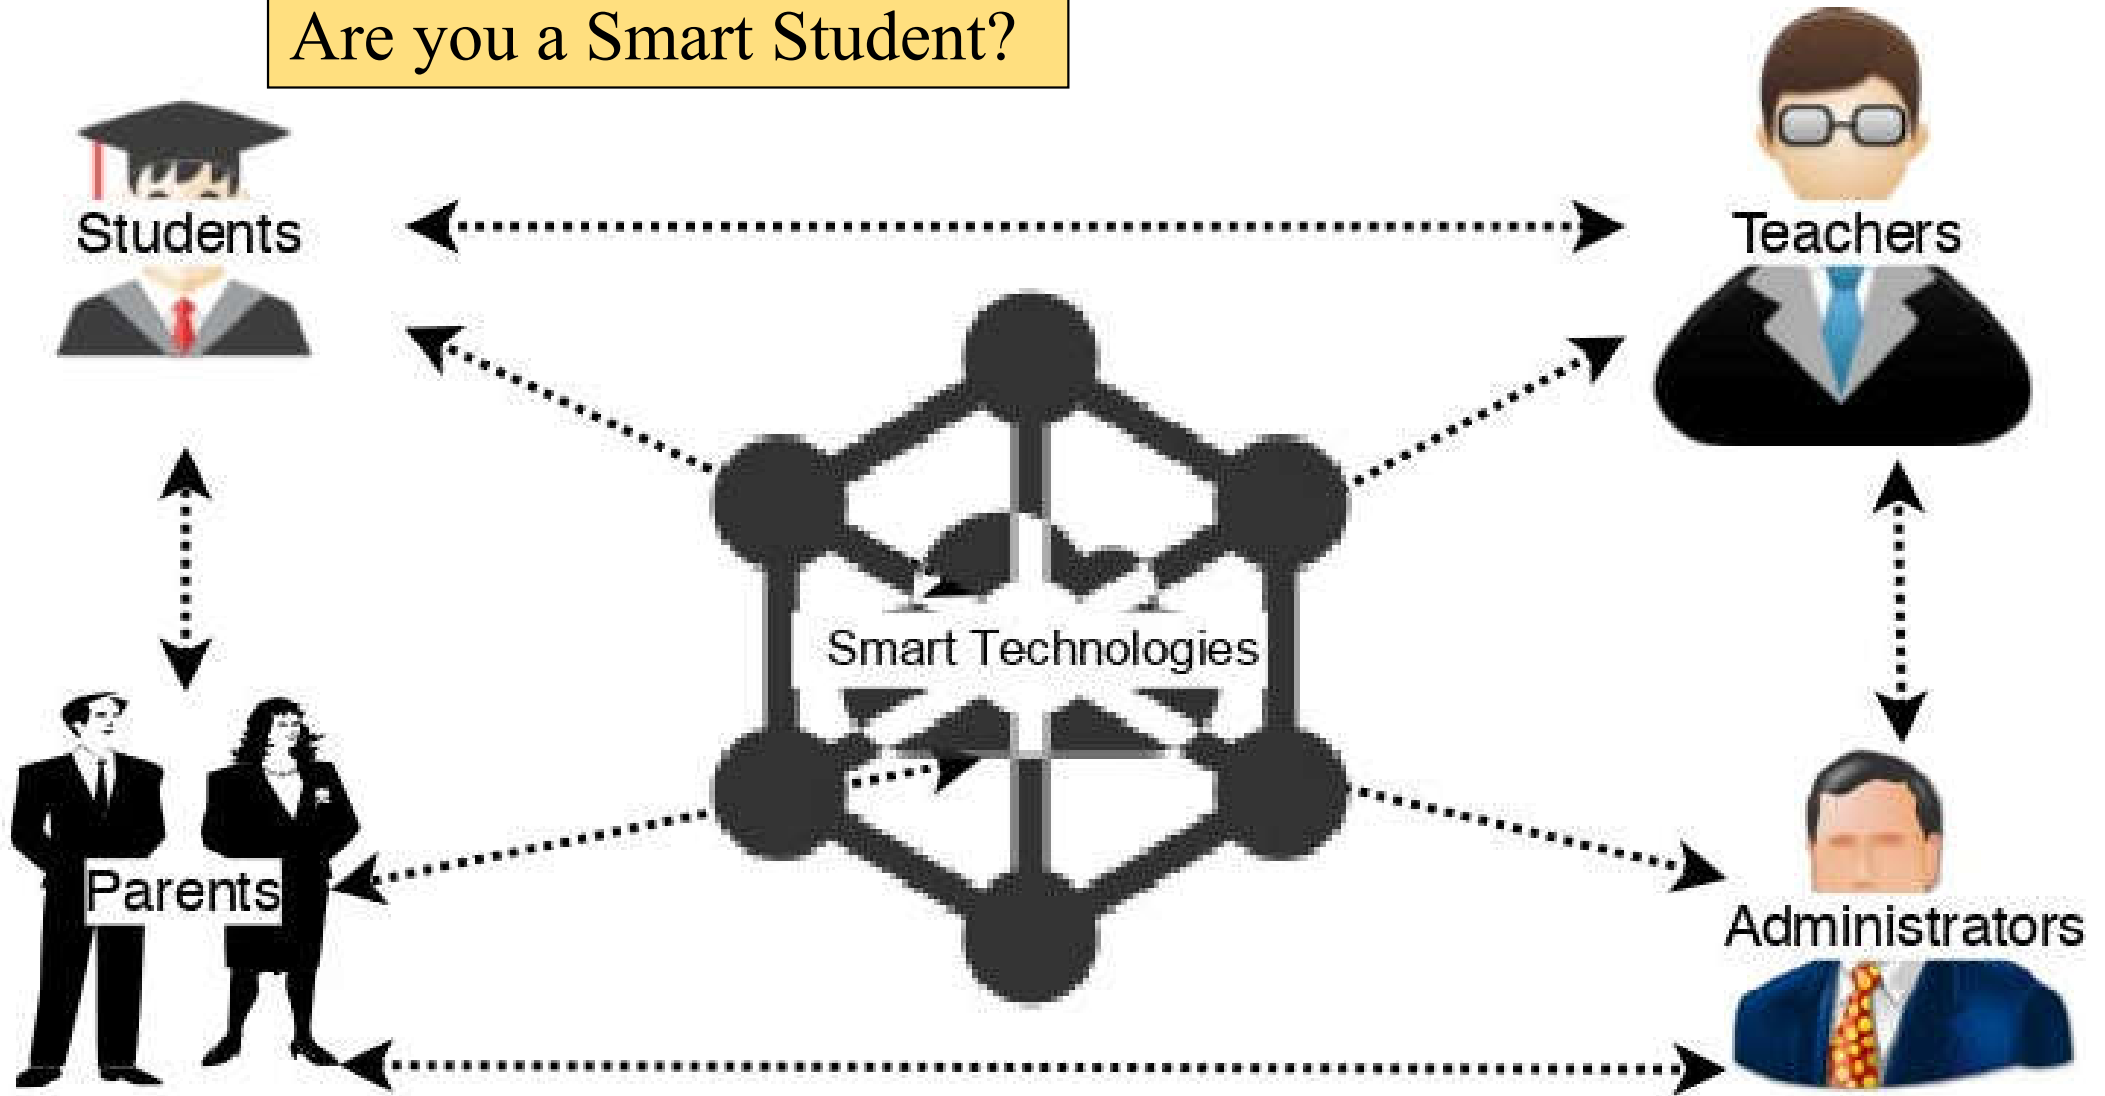 Are you a Smart Student?
Students
Teachers
Smart Technologies
Parents
Administrators